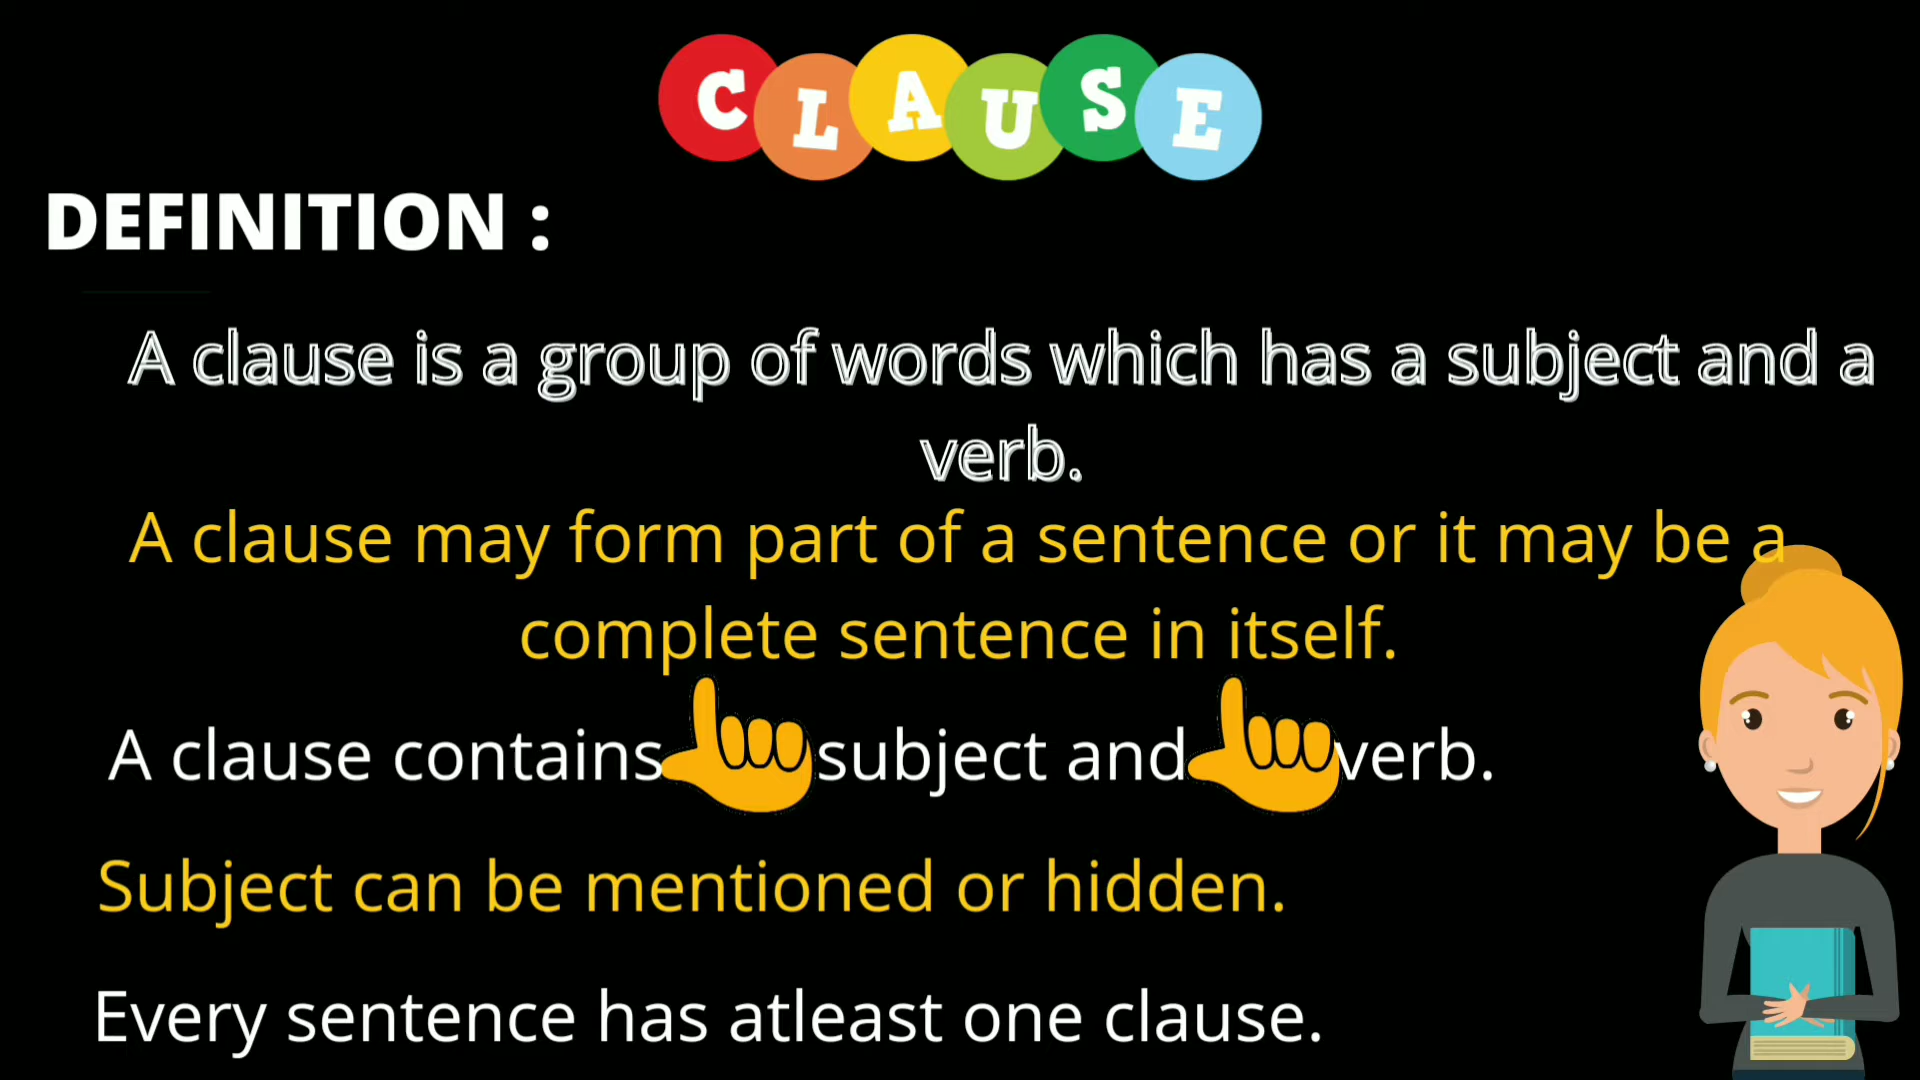 CLAUSE
DEFINITION :
A clause is a group of words which has a subject and a
verb.
A clause may form part of a sentence or it may be a
complete sentence in itself.
A clause contains subject and verb.
Subject can be mentioned or hidden.
Every sentence has atleast one clause.